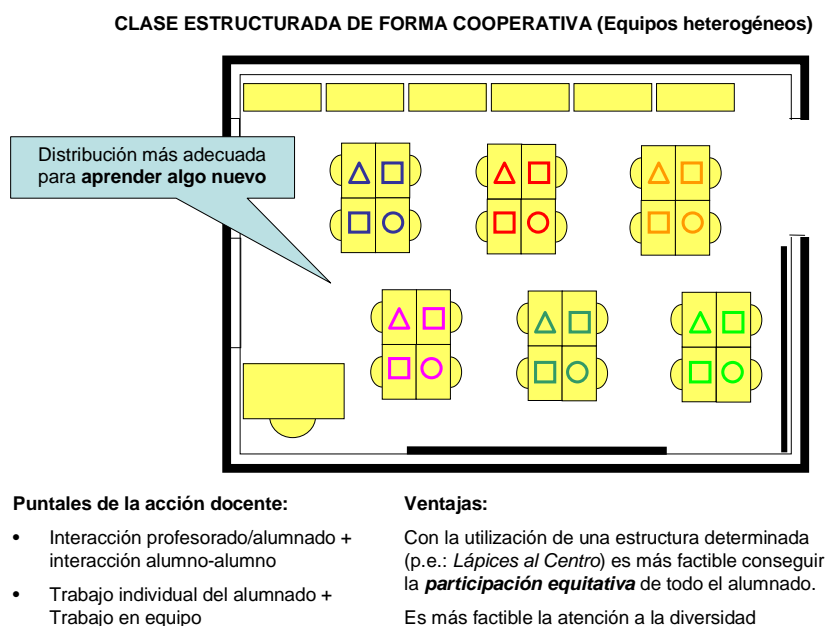 CLASE ESTRUCTURADA DE FORMA COOPERATIVA (Equipos heterogéneos)
Distribución más adecuada
para aprender algo nuevo
Puntales de la acción docente:
• Interacción profesorado/alumnado +
interacción alumno-alumno
• Trabajo individual del alumnado +
Trabajo en equipo
Ventajas:
Con la utilización de una estructura determinada
(p.e.: Lápices al Centro) es más factible conseguir
la participación equitativa de todo el alumnado.
Es más factible la atención a la diversidad